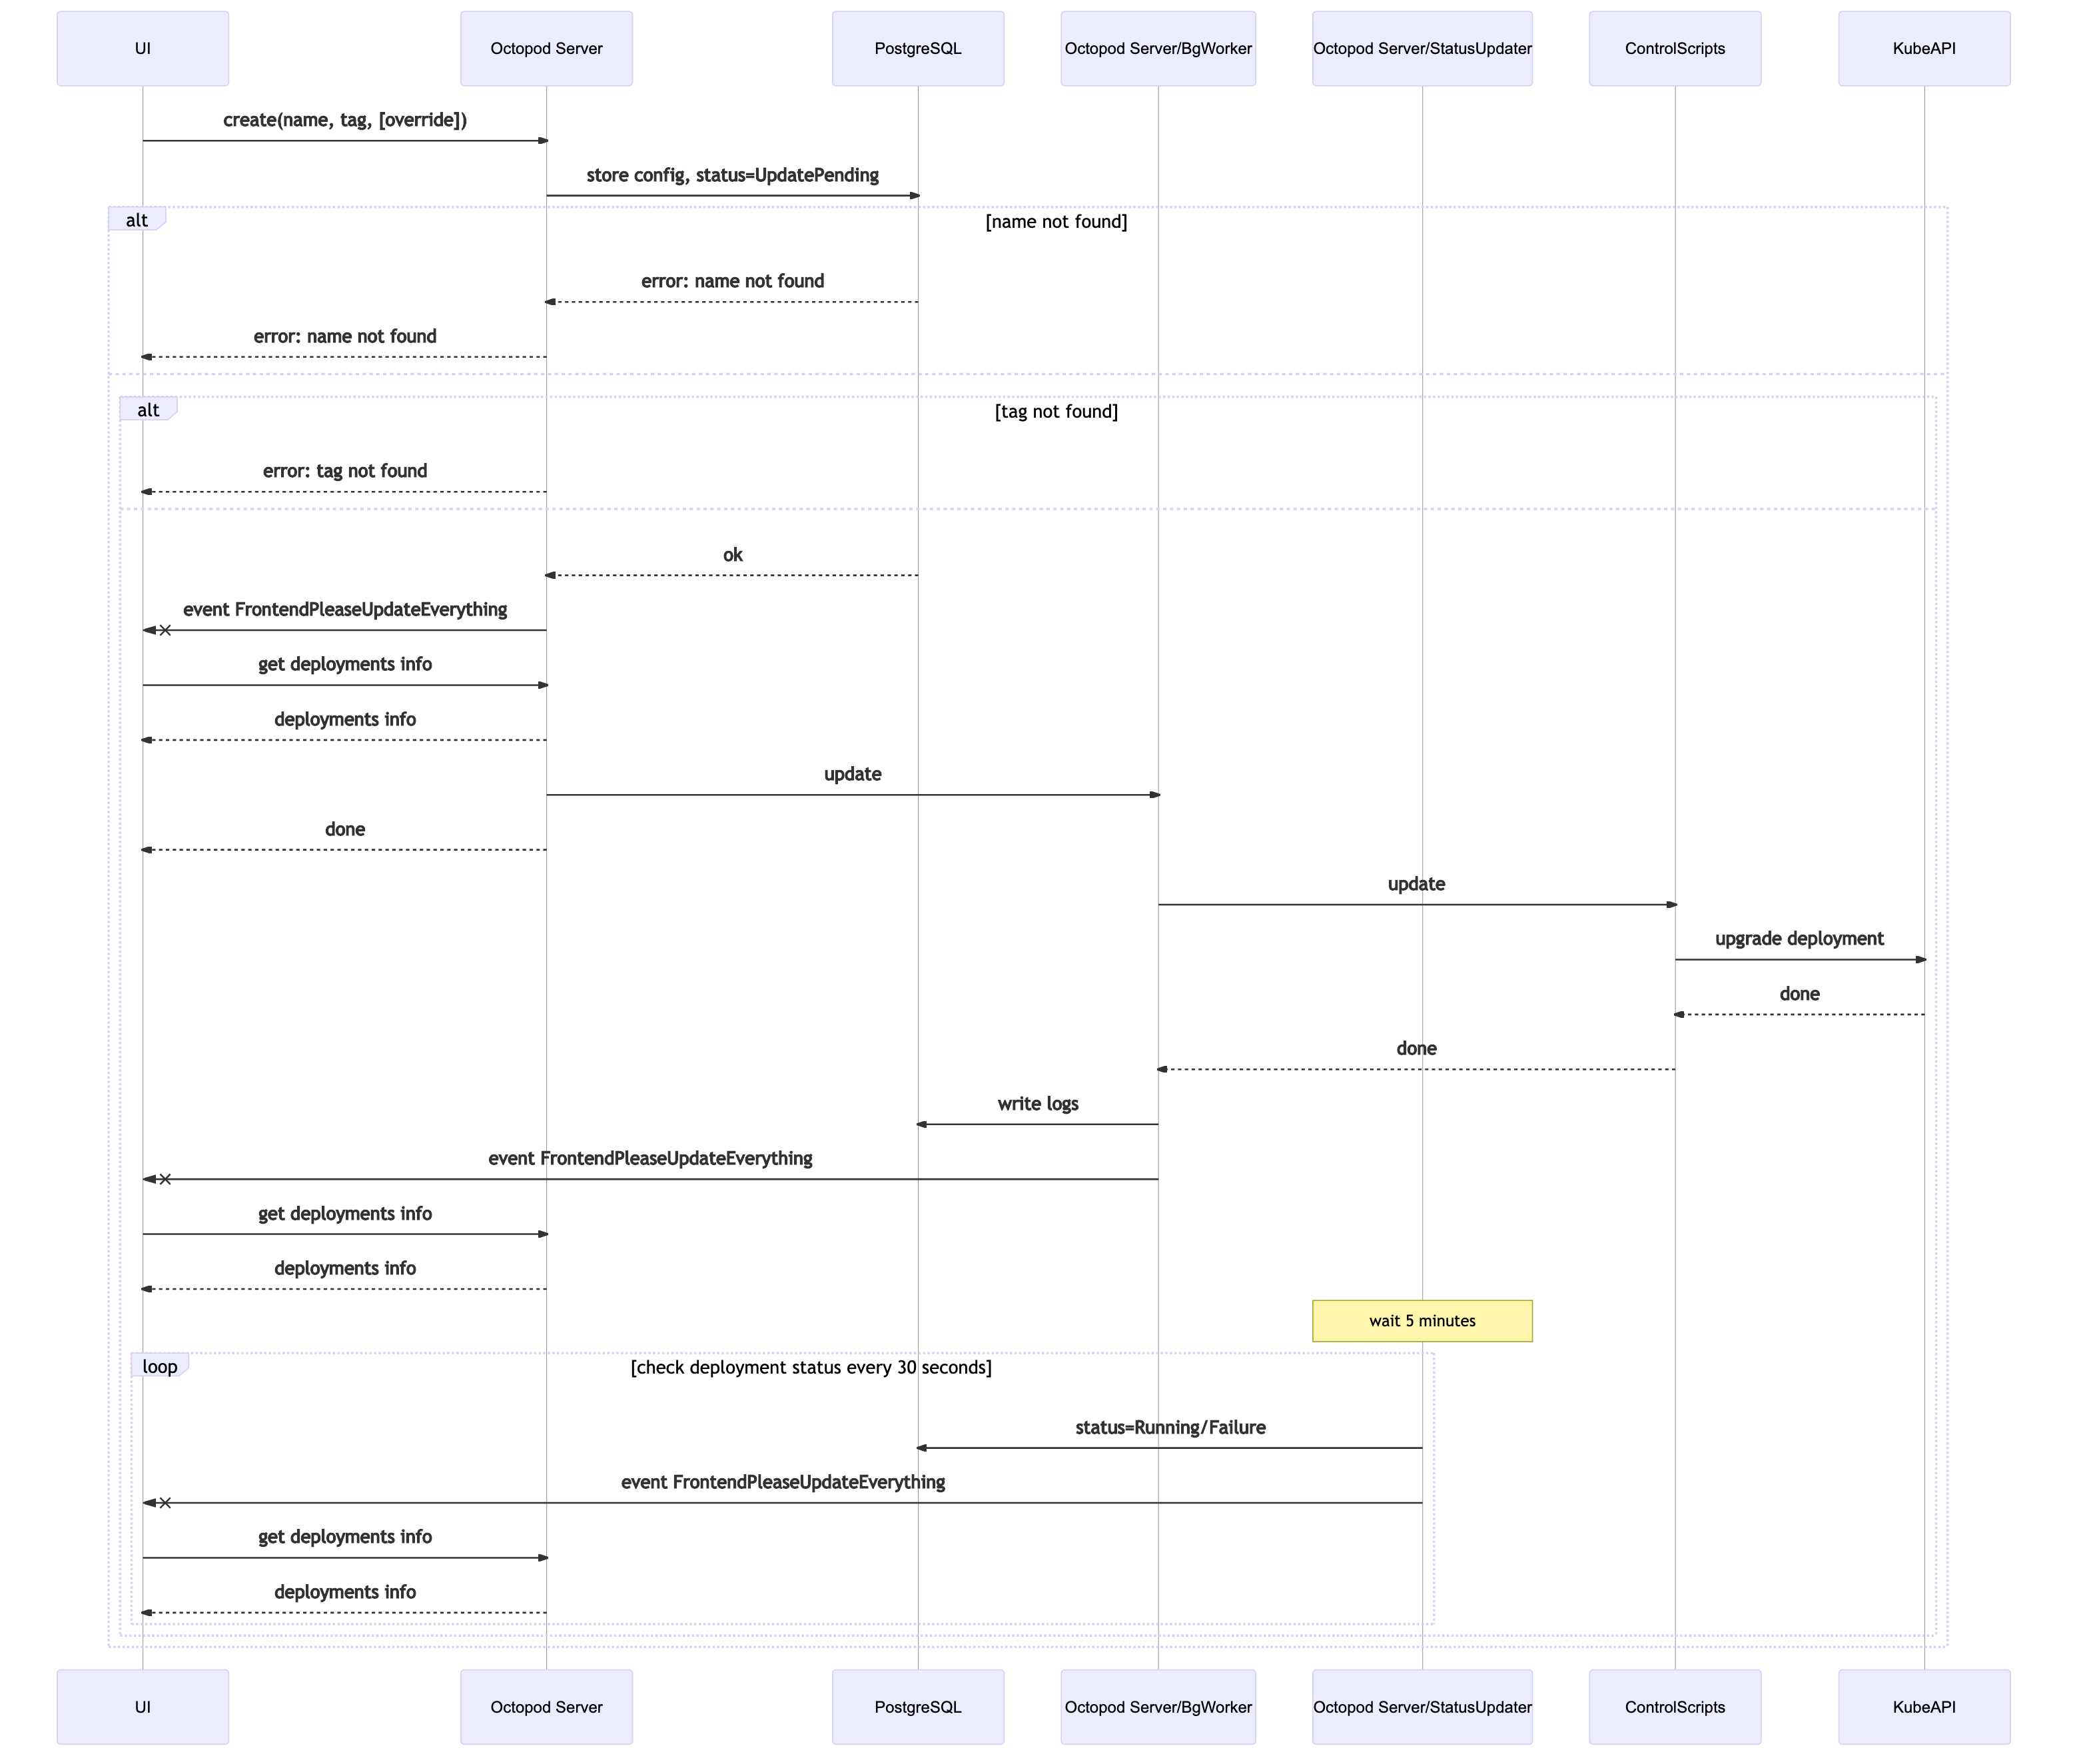 UI
Octopod Server
PostgreSQL
Octopod Server/BgWorker
Octopod Server/StatusUpdater
ControlScripts
KubeAPI
create(name, tag, [override])
store config, status=UpdatePending
alt
[name not found]
error: name not found
error: name not found
alt
[tag not found]
error: tag not found
ok
event FrontendPleaseUpdateEverything
get deployments info
deployments info
update
done
update
upgrade deployment
done
done
write logs
event FrontendPleaseUpdateEverything
get deployments info
deployments info
wait 5 minutes
loop
[check deployment status every 30 seconds]
status=Running/Failure
event FrontendPleaseUpdateEverything
get deployments info
deployments info
UI
Octopod Server
PostgreSQL
Octopod Server/BgWorker
Octopod Server/StatusUpdater
ControlScripts
KubeAPI